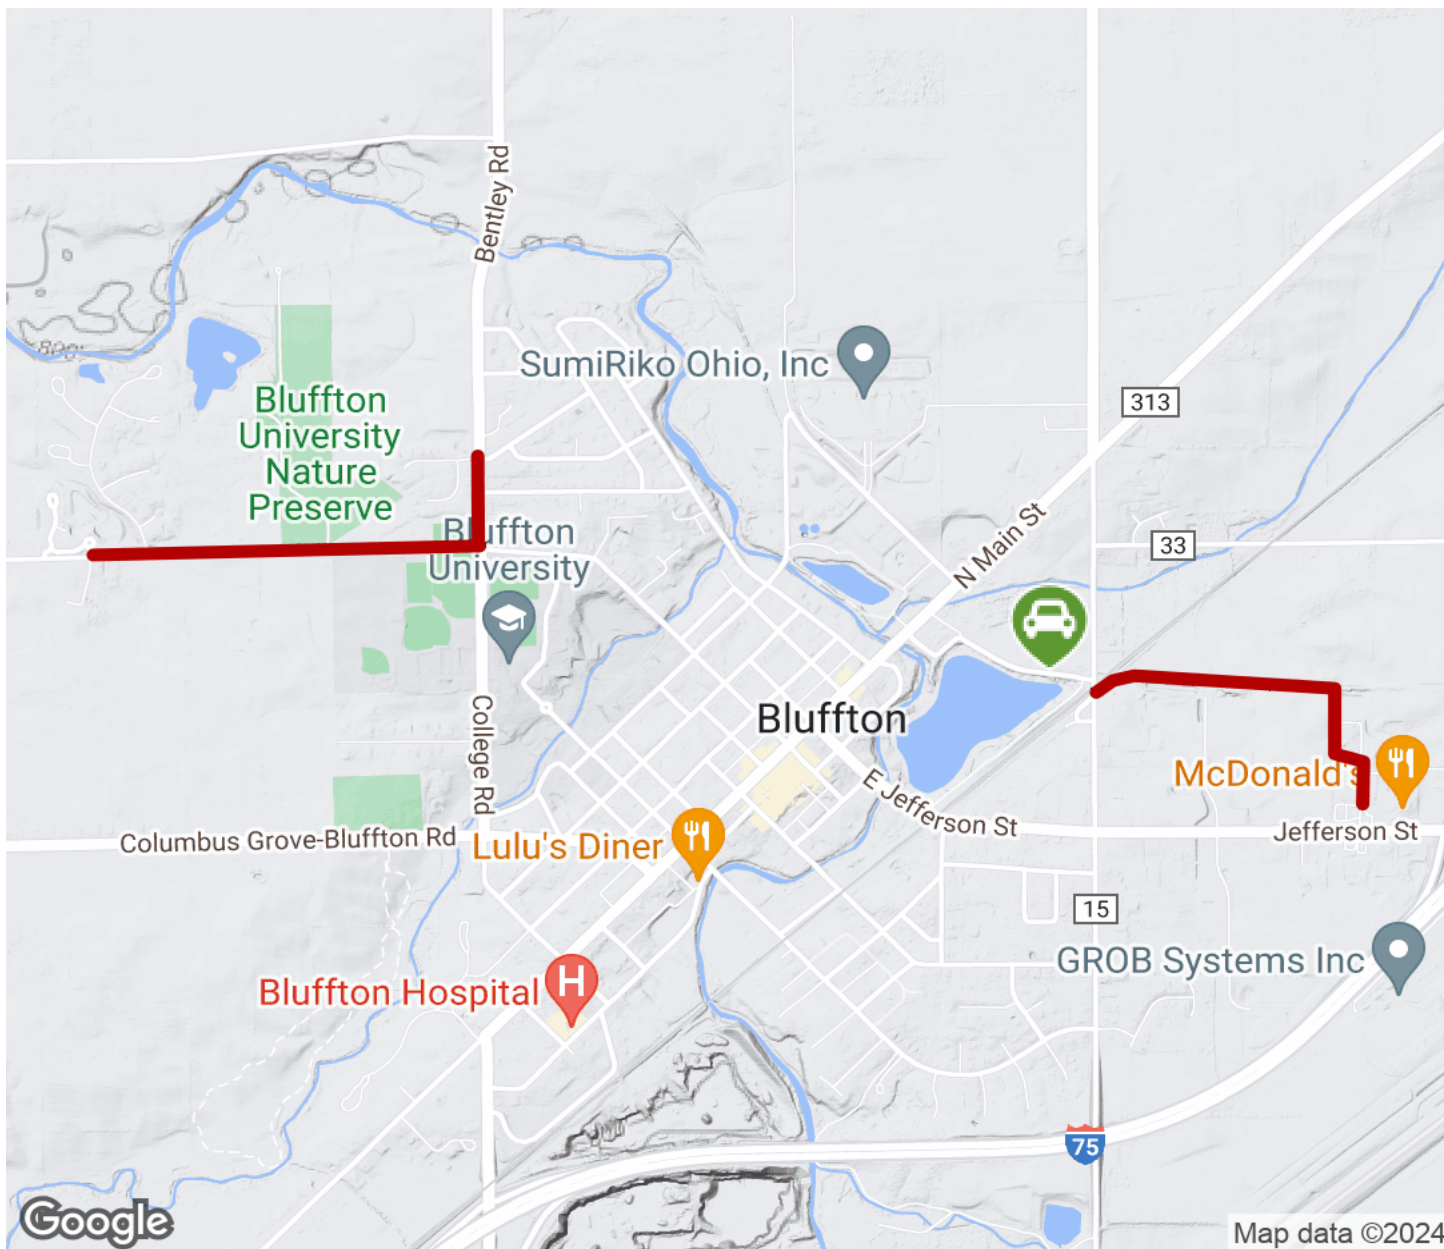 Bentley Rd
SumiRiko Ohio, Inc
Bluffton
University
Nature
Preserve
313
Bluffton
University
N Main St
33
College Rd
Bluffton
McDonald's
E Jefferson St
Jefferson St
Columbus Grove-Bluffton Rd
Lulu's Diner
15
GROB Systems Inc
Bluffton Hospital
H
75
Google
Map data ©2024